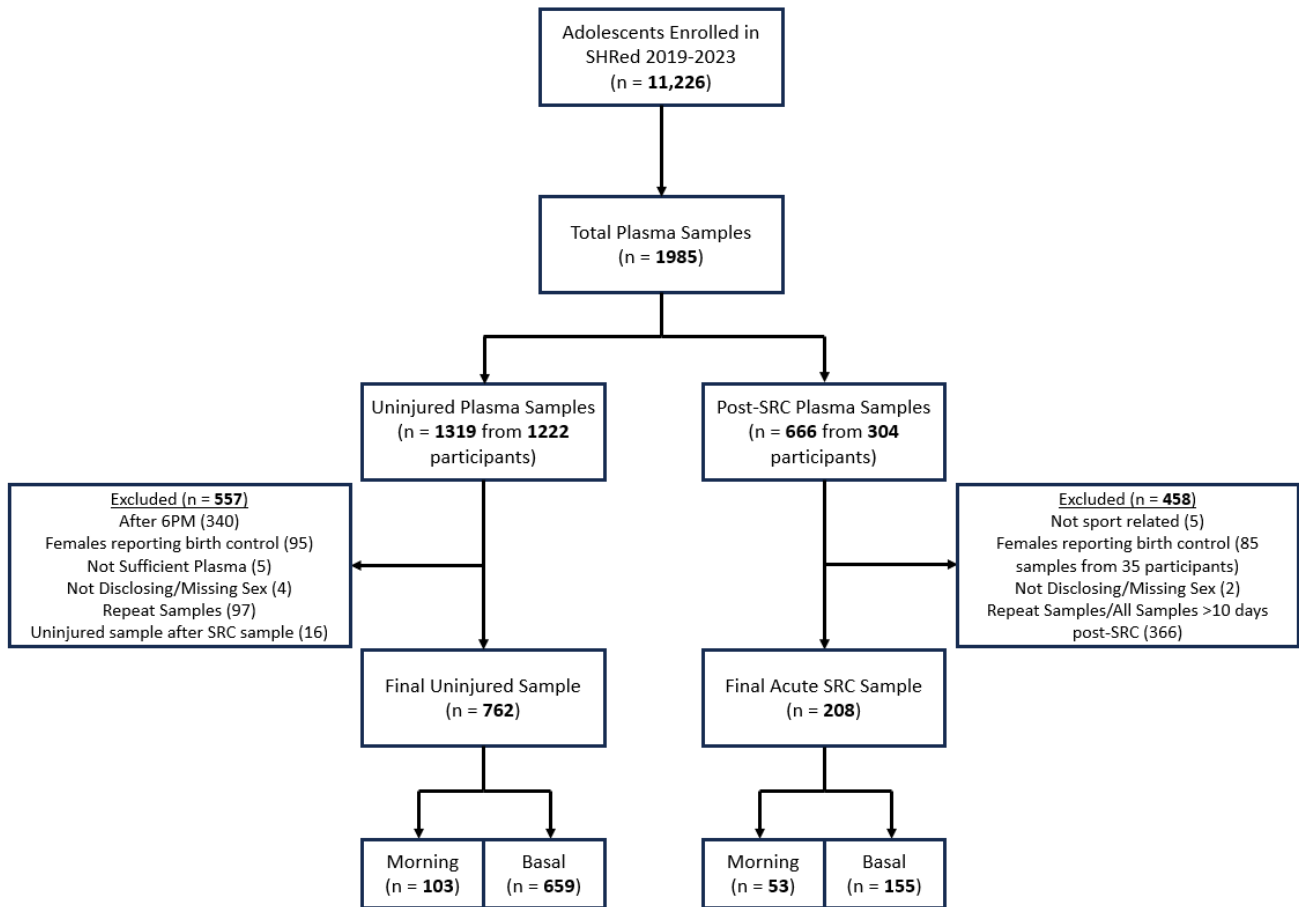 Adolescents Enrolled in
SHRed 2019-2023
(n = 11,226)
Total Plasma Samples
(n = 1985)
Uninjured Plasma Samples
(n = 1319 from 1222
participants)
Post-SRC Plasma Samples
(n = 666 from 304
participants)
Excluded (n = 557)
After 6PM (340)
Females reporting birth control (95)
Not Sufficient Plasma (5)
Not Disclosing/Missing Sex (4)
Repeat Samples (97)
Uninjured sample after SRC sample (16)
Excluded (n = 458)
Not sport related (5)
Females reporting birth control (85
samples from 35 participants)
Not Disclosing/Missing Sex (2)
Repeat Samples/All Samples >10 days
post-SRC (366)
Final Uninjured Sample
(n = 762)
Final Acute SRC Sample
(n = 208)
Morning
(n = 103)
Basal
(n = 659)
Morning
(n = 53)
Basal
(n = 155)